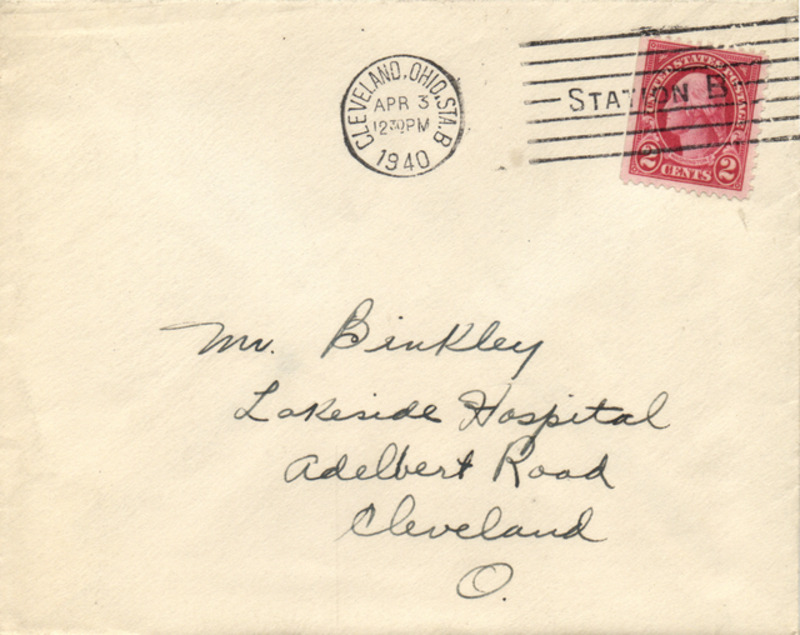 CLEVELAND, OHIO, STA. B
APR 3
12 30 PM
1940
STATION B
UNITED STATES POSTAGE
2 CENTS 2
Mr. Binkley
Lakeside Hospital
Adelbert Road
Cleveland
O.